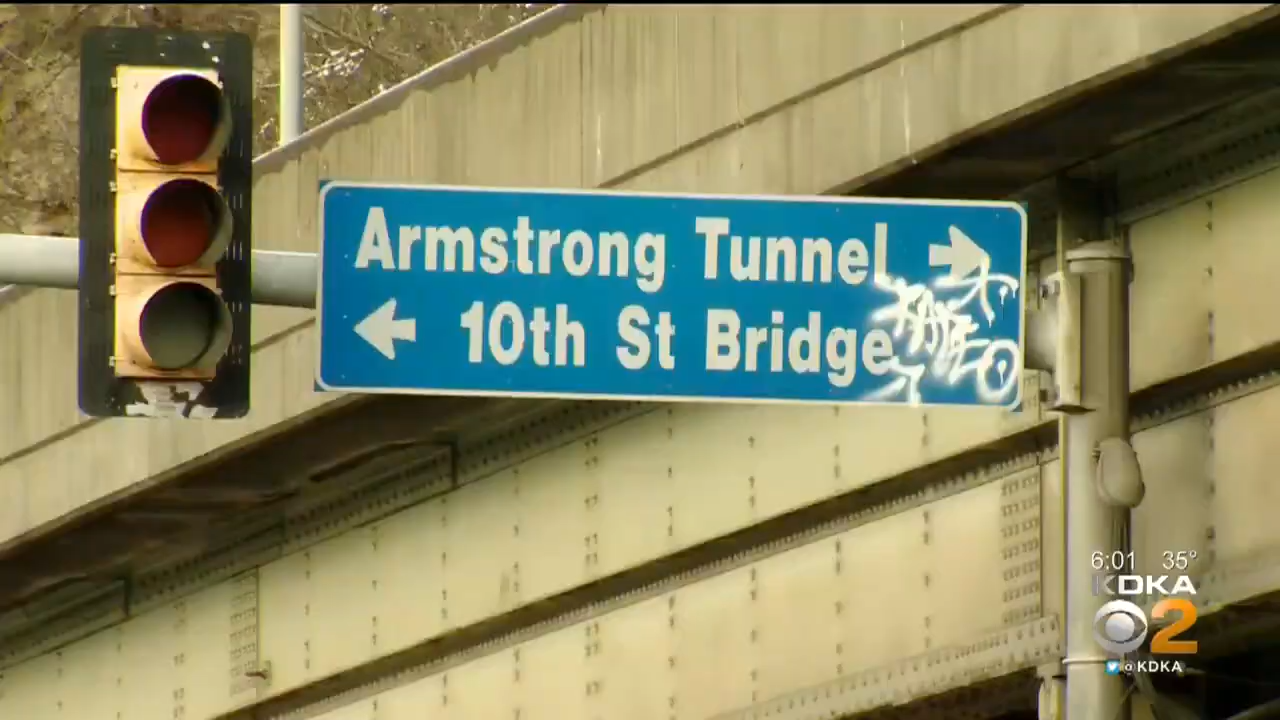 Armstrong Tunnel →
← 10th St Bridge
6:01 35°
KDKA
2
@KDKA